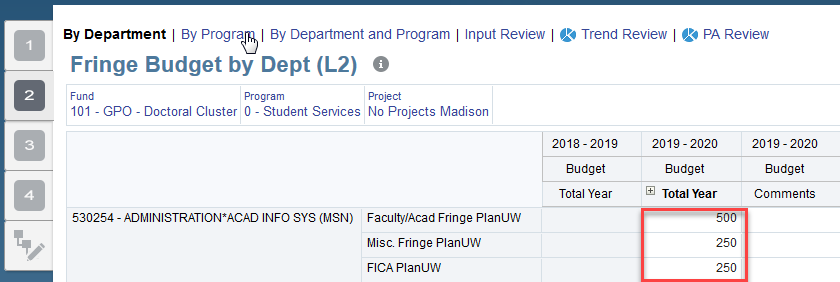 By Department | By Program | By Department and Program | Input Review | Trend Review | PA Review
1
Fringe Budget by Dept (L2)
2
Fund Program Project
101 - GPO - Doctoral Cluster 0 - Student Services No Projects Madison
3
2018 - 2019 2019 - 2020 2019 - 2020
Budget Budget Budget
4
Total Year Total Year Comments
530254 - ADMINISTRATION*ACAD INFO SYS (MSN) Faculty/Acad Fringe PlanUW 500
Misc. Fringe PlanUW 250
FICA PlanUW 250